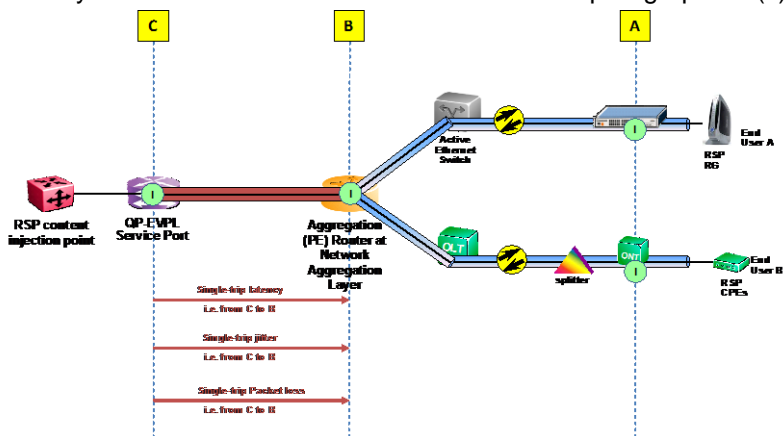 C
B
A
I
I
I
I
Active
Ethernet
Switch
RSP
RG
End
User A
RSP content
injection point
QP-EVPL
Service Port
Aggregation
(PE) Router at
Network
Aggregation
Layer
OLT
splitter
ONT
RSP
CPEs
End
User B
Single-trip latency
i.e. from C to B
Single-trip jitter
i.e. from C to B
Single-trip Packet loss
i.e. from C to B